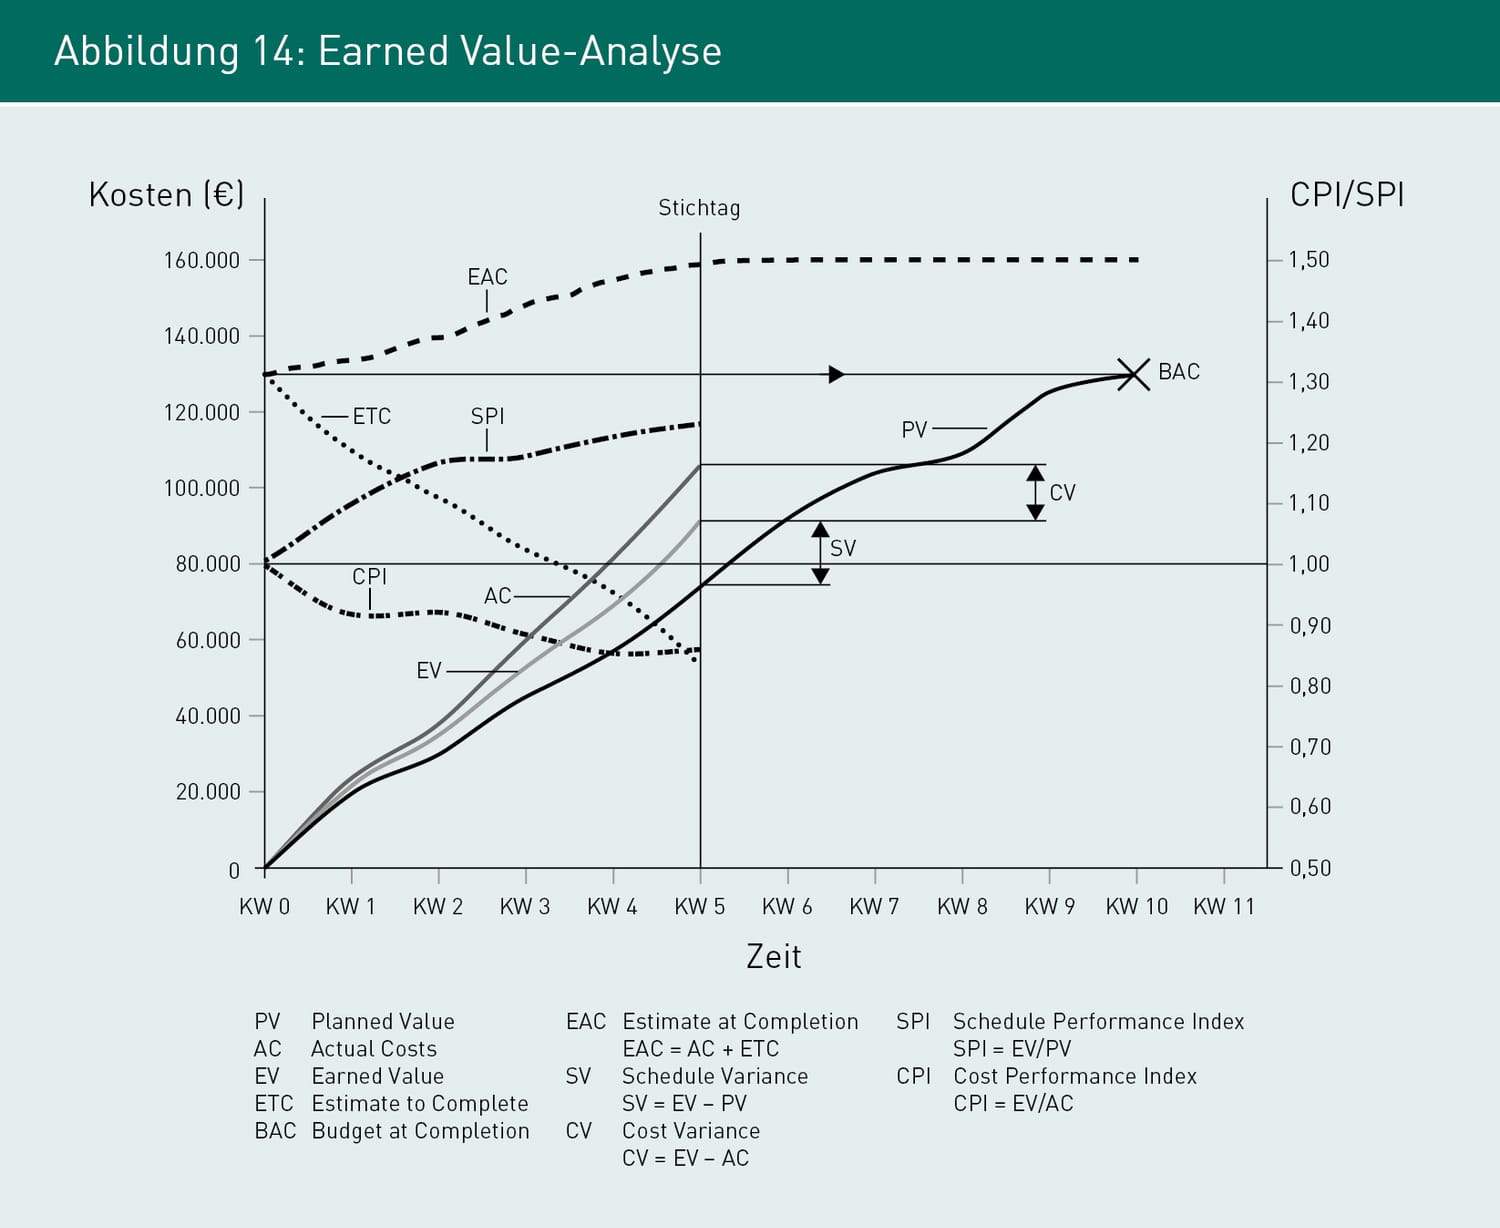 Abbildung 14: Earned Value-Analyse
Kosten (€)
CPI/SPI
Stichtag
160.000
140.000
120.000
100.000
80.000
60.000
40.000
20.000
0
1,50
1,40
1,30
1,20
1,10
1,00
0,90
0,80
0,70
0,60
0,50
EAC
BAC
ETC
SPI
PV
CV
SV
CPI
AC
EV
KW 0 KW 1 KW 2 KW 3 KW 4 KW 5 KW 6 KW 7 KW 8 KW 9 KW 10 KW 11
Zeit
PV Planned Value
AC Actual Costs
EV Earned Value
ETC Estimate to Complete
BAC Budget at Completion
EAC Estimate at Completion
EAC = AC + ETC
SV Schedule Variance
SV = EV – PV
CV Cost Variance
CV = EV – AC
SPI Schedule Performance Index
SPI = EV/PV
CPI Cost Performance Index
CPI = EV/AC